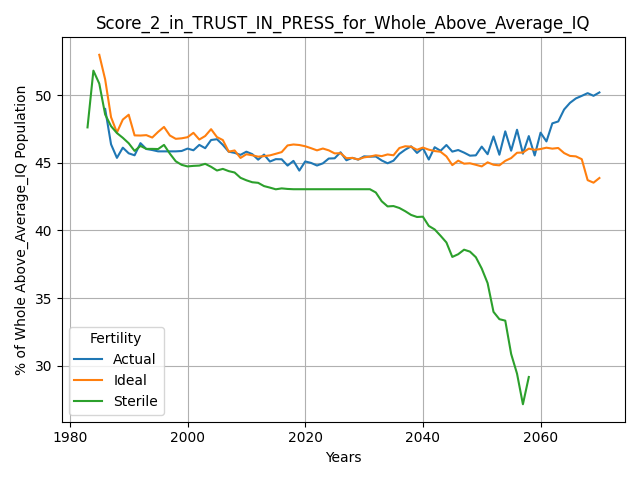 Score_2_in_TRUST_IN_PRESS_for_Whole_Above_Average_IQ
% of Whole Above_Average_IQ Population
50
45
40
35
30
Fertility
Actual
Ideal
Sterile
1980
2000
2020
2040
2060
Years